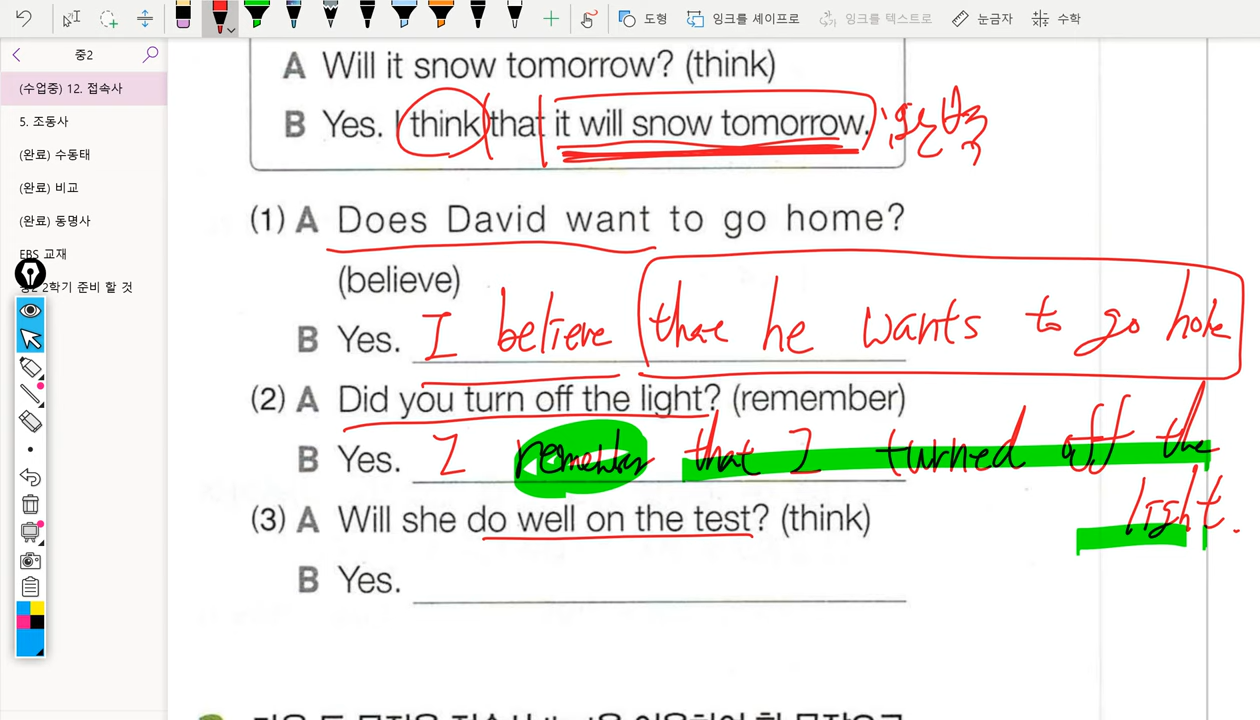 도형 잉크를 셰이프로 잉크를 텍스트로 눈금자 수학
중2
(수업중) 12. 접속사
5. 조동사
(완료) 수동태
(완료) 비교
(완료) 동명사
EBS 교재
2학기 준비 할 것
A Will it snow tomorrow? (think)
B Yes. I think that it will snow tomorrow.
(1) A Does David want to go home?
(believe)
B Yes. I believe that he wants to go
(2) A Did you turn off the light? (remember)
B Yes. I remember that I turned off the
light.
(3) A Will she do well on the test? (think)
B Yes.